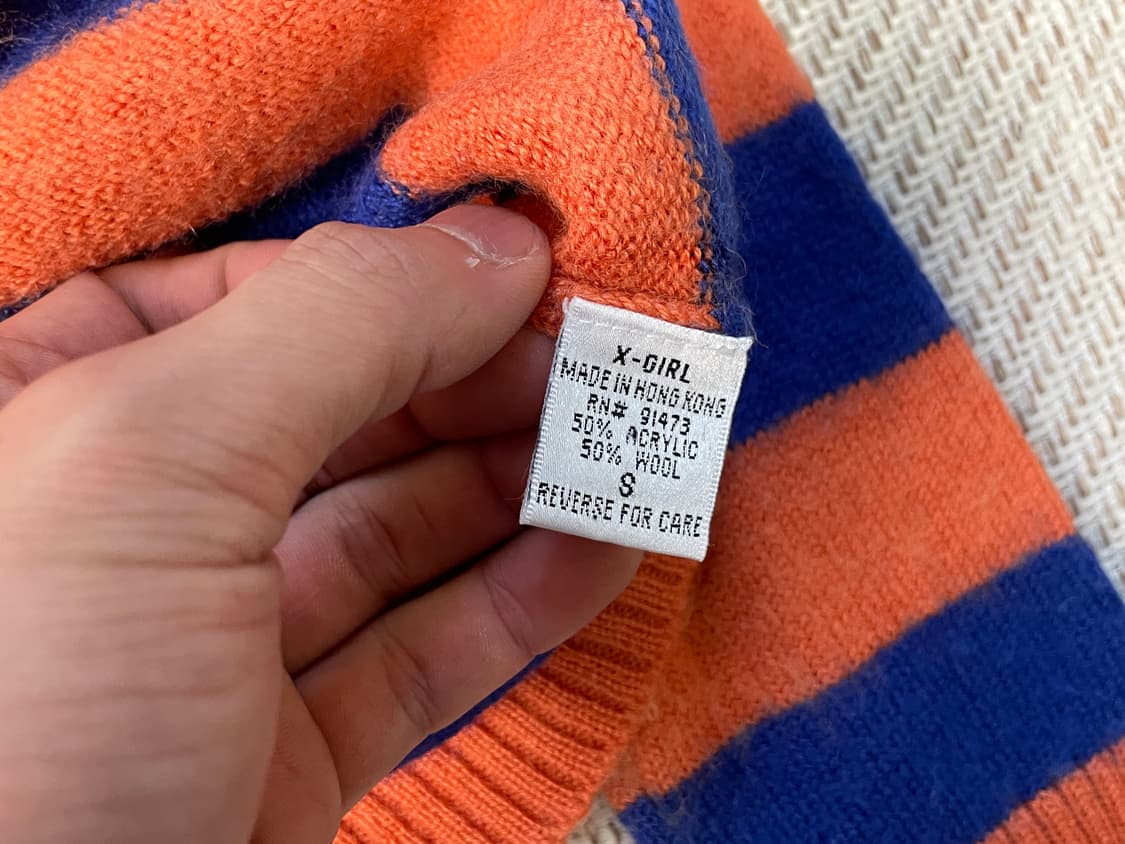 X-GIRL
MADE IN HONG KONG
RN# 91473
50% ACRYLIC
50% WOOL
S
REVERSE FOR CARE